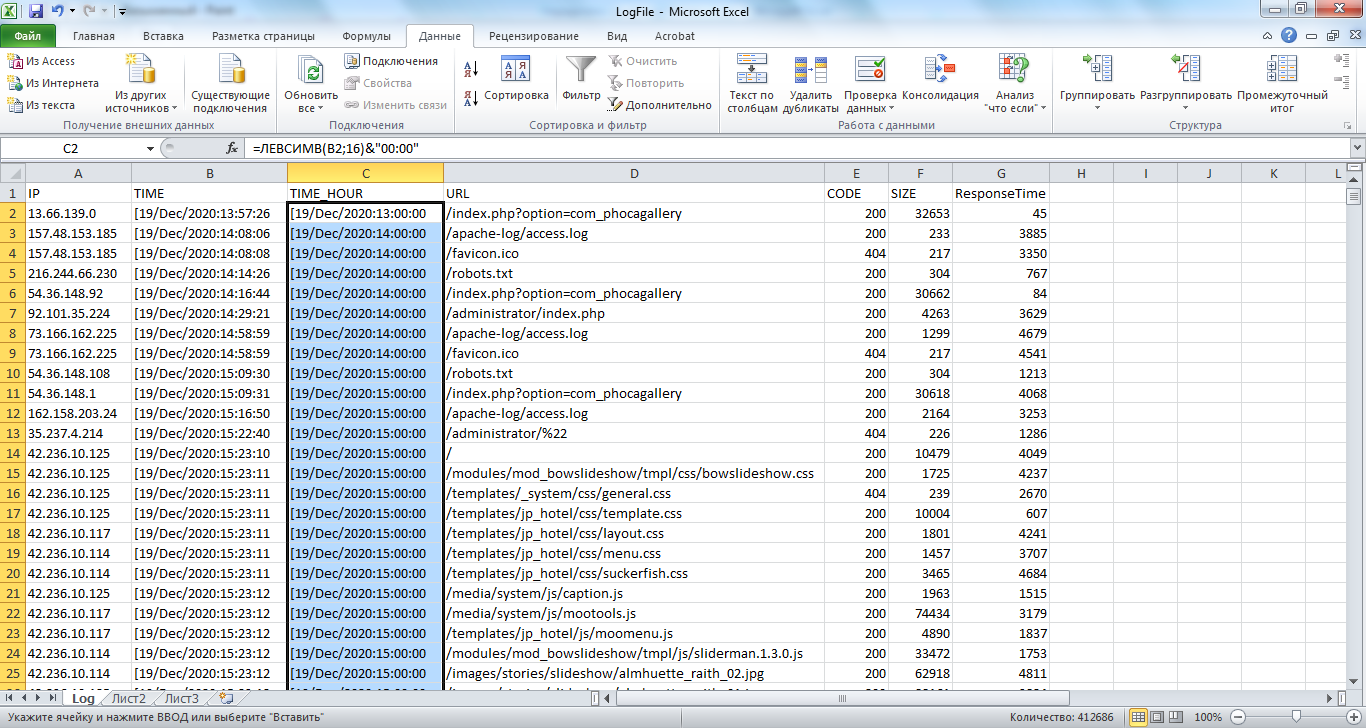 LogFile - Microsoft Excel
Файл Главная Вставка Разметка страницы Формулы Данные Рецензирование Вид Acrobat
Из Access
Из Интернета
Из текста
Из других источников
Существующие подключения
Получение внешних данных
Обновить все
Подключения
Свойства
Изменить связи
Подключения
Сортировка
Фильтр
Очистить
Повторить
Дополнительно
Сортировка и фильтр
Текст по столбцам
Удалить дубликаты
Проверка данных
Консолидация
Анализ "что если"
Работа с данными
Группировать
Разгруппировать
Промежуточный итог
Структура
C2 fx =ЛЕВСИМВ(B2;16)&"00:00"
A B C D E F G H I J K L
1 IP TIME TIME_HOUR URL CODE SIZE ResponseTime
2 13.66.139.0 [19/Dec/2020:13:57:26 [19/Dec/2020:13:00:00 /index.php?option=com_phocagallery 200 32653 45
3 157.48.153.185 [19/Dec/2020:14:08:06 [19/Dec/2020:14:00:00 /apache-log/access.log 200 233 3885
4 157.48.153.185 [19/Dec/2020:14:08:08 [19/Dec/2020:14:00:00 /favicon.ico 404 217 3350
5 216.244.66.230 [19/Dec/2020:14:14:26 [19/Dec/2020:14:00:00 /robots.txt 200 304 767
6 54.36.148.92 [19/Dec/2020:14:16:44 [19/Dec/2020:14:00:00 /index.php?option=com_phocagallery 200 30662 84
7 92.101.35.224 [19/Dec/2020:14:29:21 [19/Dec/2020:14:00:00 /administrator/index.php 200 4263 3629
8 73.166.162.225 [19/Dec/2020:14:58:59 [19/Dec/2020:14:00:00 /apache-log/access.log 200 1299 4679
9 73.166.162.225 [19/Dec/2020:14:58:59 [19/Dec/2020:14:00:00 /favicon.ico 404 217 4541
10 54.36.148.108 [19/Dec/2020:15:09:30 [19/Dec/2020:15:00:00 /robots.txt 200 304 1213
11 54.36.148.1 [19/Dec/2020:15:09:31 [19/Dec/2020:15:00:00 /index.php?option=com_phocagallery 200 30618 4068
12 162.158.203.24 [19/Dec/2020:15:16:50 [19/Dec/2020:15:00:00 /apache-log/access.log 200 2164 3253
13 35.237.4.214 [19/Dec/2020:15:22:40 [19/Dec/2020:15:00:00 /administrator/%22 404 226 1286
14 42.236.10.125 [19/Dec/2020:15:23:10 [19/Dec/2020:15:00:00 / 200 10479 4049
15 42.236.10.125 [19/Dec/2020:15:23:11 [19/Dec/2020:15:00:00 /modules/mod_bowslideshow/tmpl/css/bowslideshow.css 200 1725 4237
16 42.236.10.125 [19/Dec/2020:15:23:11 [19/Dec/2020:15:00:00 /templates/_system/css/general.css 404 239 2670
17 42.236.10.125 [19/Dec/2020:15:23:11 [19/Dec/2020:15:00:00 /templates/jp_hotel/css/template.css 200 10004 607
18 42.236.10.117 [19/Dec/2020:15:23:11 [19/Dec/2020:15:00:00 /templates/jp_hotel/css/layout.css 200 1801 4241
19 42.236.10.114 [19/Dec/2020:15:23:11 [19/Dec/2020:15:00:00 /templates/jp_hotel/css/menu.css 200 1457 3707
20 42.236.10.114 [19/Dec/2020:15:23:11 [19/Dec/2020:15:00:00 /templates/jp_hotel/css/suckerfish.css 200 3465 4684
21 42.236.10.125 [19/Dec/2020:15:23:12 [19/Dec/2020:15:00:00 /media/system/js/caption.js 200 1963 1515
22 42.236.10.117 [19/Dec/2020:15:23:12 [19/Dec/2020:15:00:00 /media/system/js/mootools.js 200 74434 3179
23 42.236.10.117 [19/Dec/2020:15:23:12 [19/Dec/2020:15:00:00 /templates/jp_hotel/js/moomenu.js 200 4890 1837
24 42.236.10.114 [19/Dec/2020:15:23:12 [19/Dec/2020:15:00:00 /modules/mod_bowslideshow/tmpl/js/sliderman.1.3.0.js 200 33472 1753
25 42.236.10.114 [19/Dec/2020:15:23:12 [19/Dec/2020:15:00:00 /images/stories/slideshow/almhuette_raith_02.jpg 200 62918 4811
Log Лист2 Лист3
Укажите ячейку и нажмите ВВОД или выберите "Вставить" Количество: 412686 100%